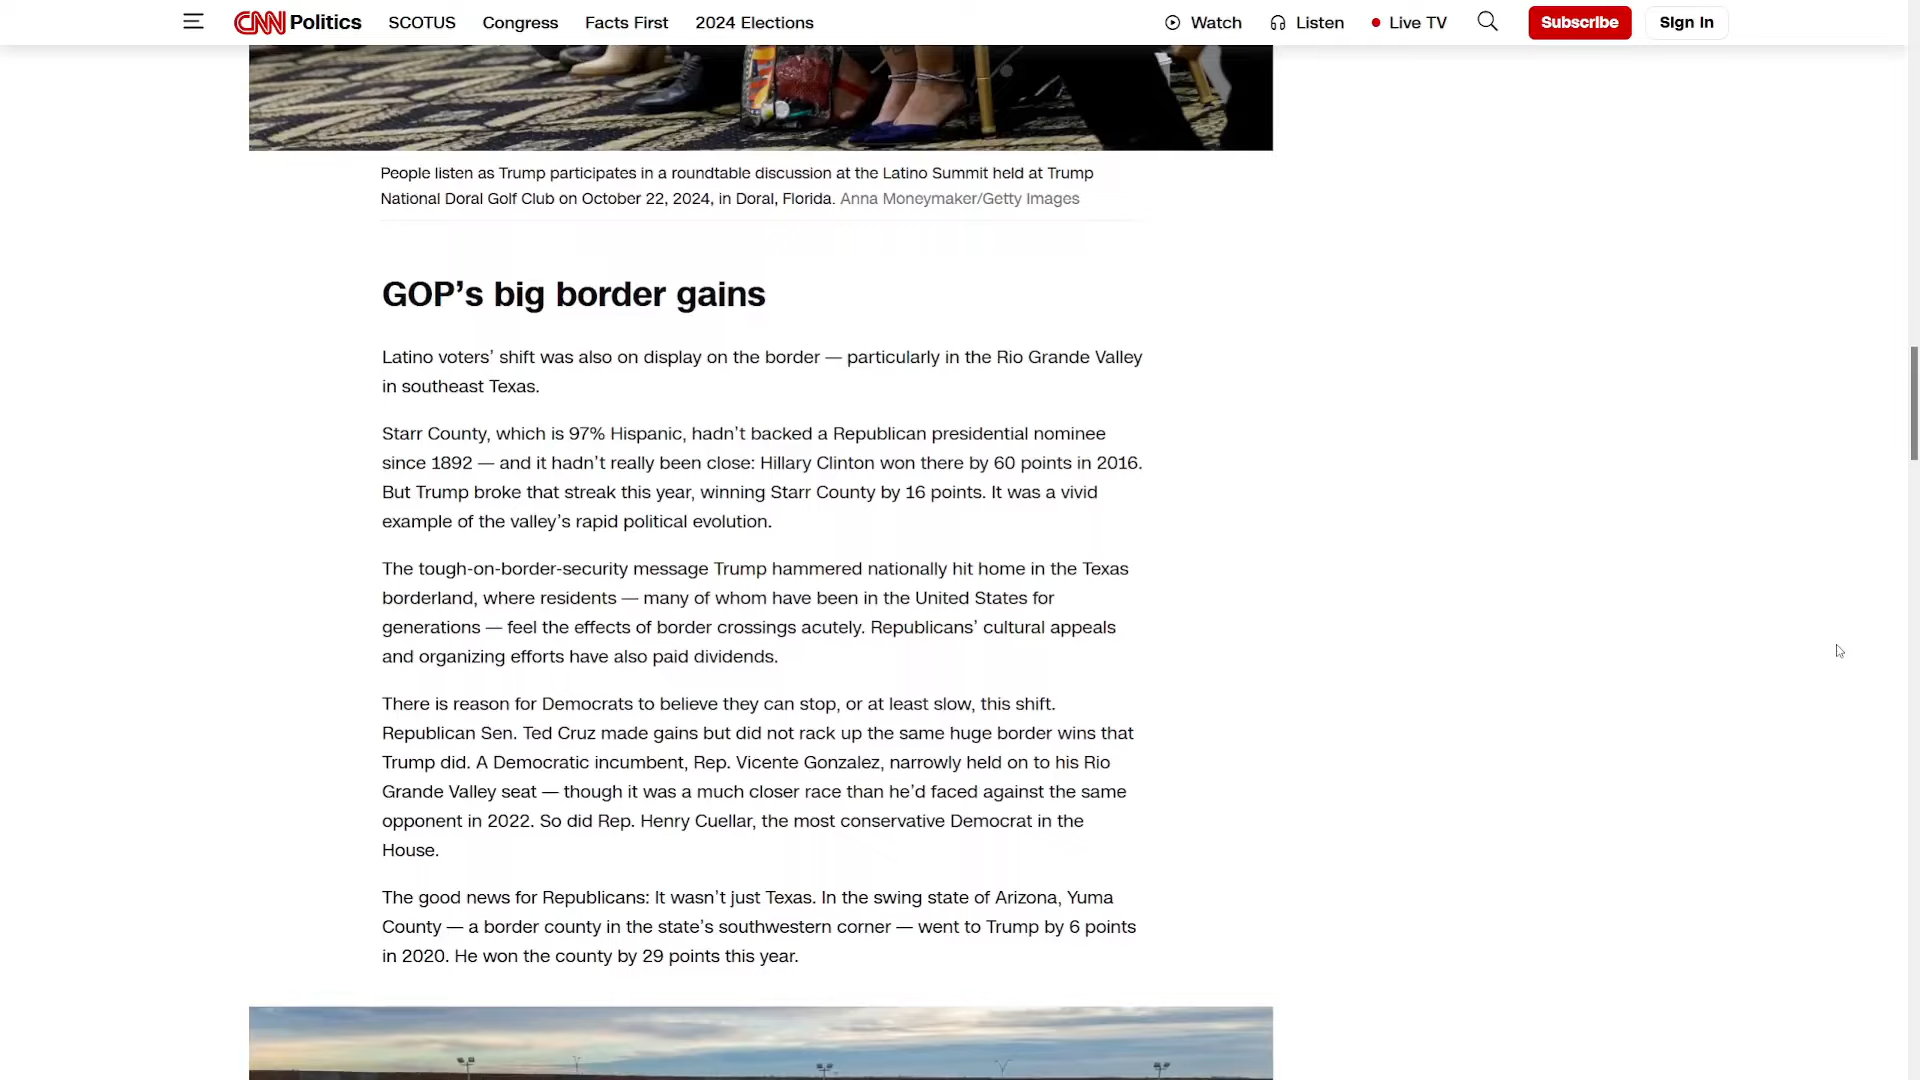 CNN Politics SCOTUS Congress Facts First 2024 Elections Watch Listen Live TV Subscribe Sign in
People listen as Trump participates in a roundtable discussion at the Latino Summit held at Trump
National Doral Golf Club on October 22, 2024, in Doral, Florida. Anna Moneymaker/Getty Images
GOP’s big border gains
Latino voters’ shift was also on display on the border — particularly in the Rio Grande Valley
in southeast Texas.
Starr County, which is 97% Hispanic, hadn’t backed a Republican presidential nominee
since 1892 — and it hadn’t really been close: Hillary Clinton won there by 60 points in 2016.
But Trump broke that streak this year, winning Starr County by 16 points. It was a vivid
example of the valley’s rapid political evolution.
The tough-on-border-security message Trump hammered nationally hit home in the Texas
borderland, where residents — many of whom have been in the United States for
generations — feel the effects of border crossings acutely. Republicans’ cultural appeals
and organizing efforts have also paid dividends.
There is reason for Democrats to believe they can stop, or at least slow, this shift.
Republican Sen. Ted Cruz made gains but did not rack up the same huge border wins that
Trump did. A Democratic incumbent, Rep. Vicente Gonzalez, narrowly held on to his Rio
Grande Valley seat — though it was a much closer race than he’d faced against the same
opponent in 2022. So did Rep. Henry Cuellar, the most conservative Democrat in the
House.
The good news for Republicans: It wasn’t just Texas. In the swing state of Arizona, Yuma
County — a border county in the state’s southwestern corner — went to Trump by 6 points
in 2020. He won the county by 29 points this year.